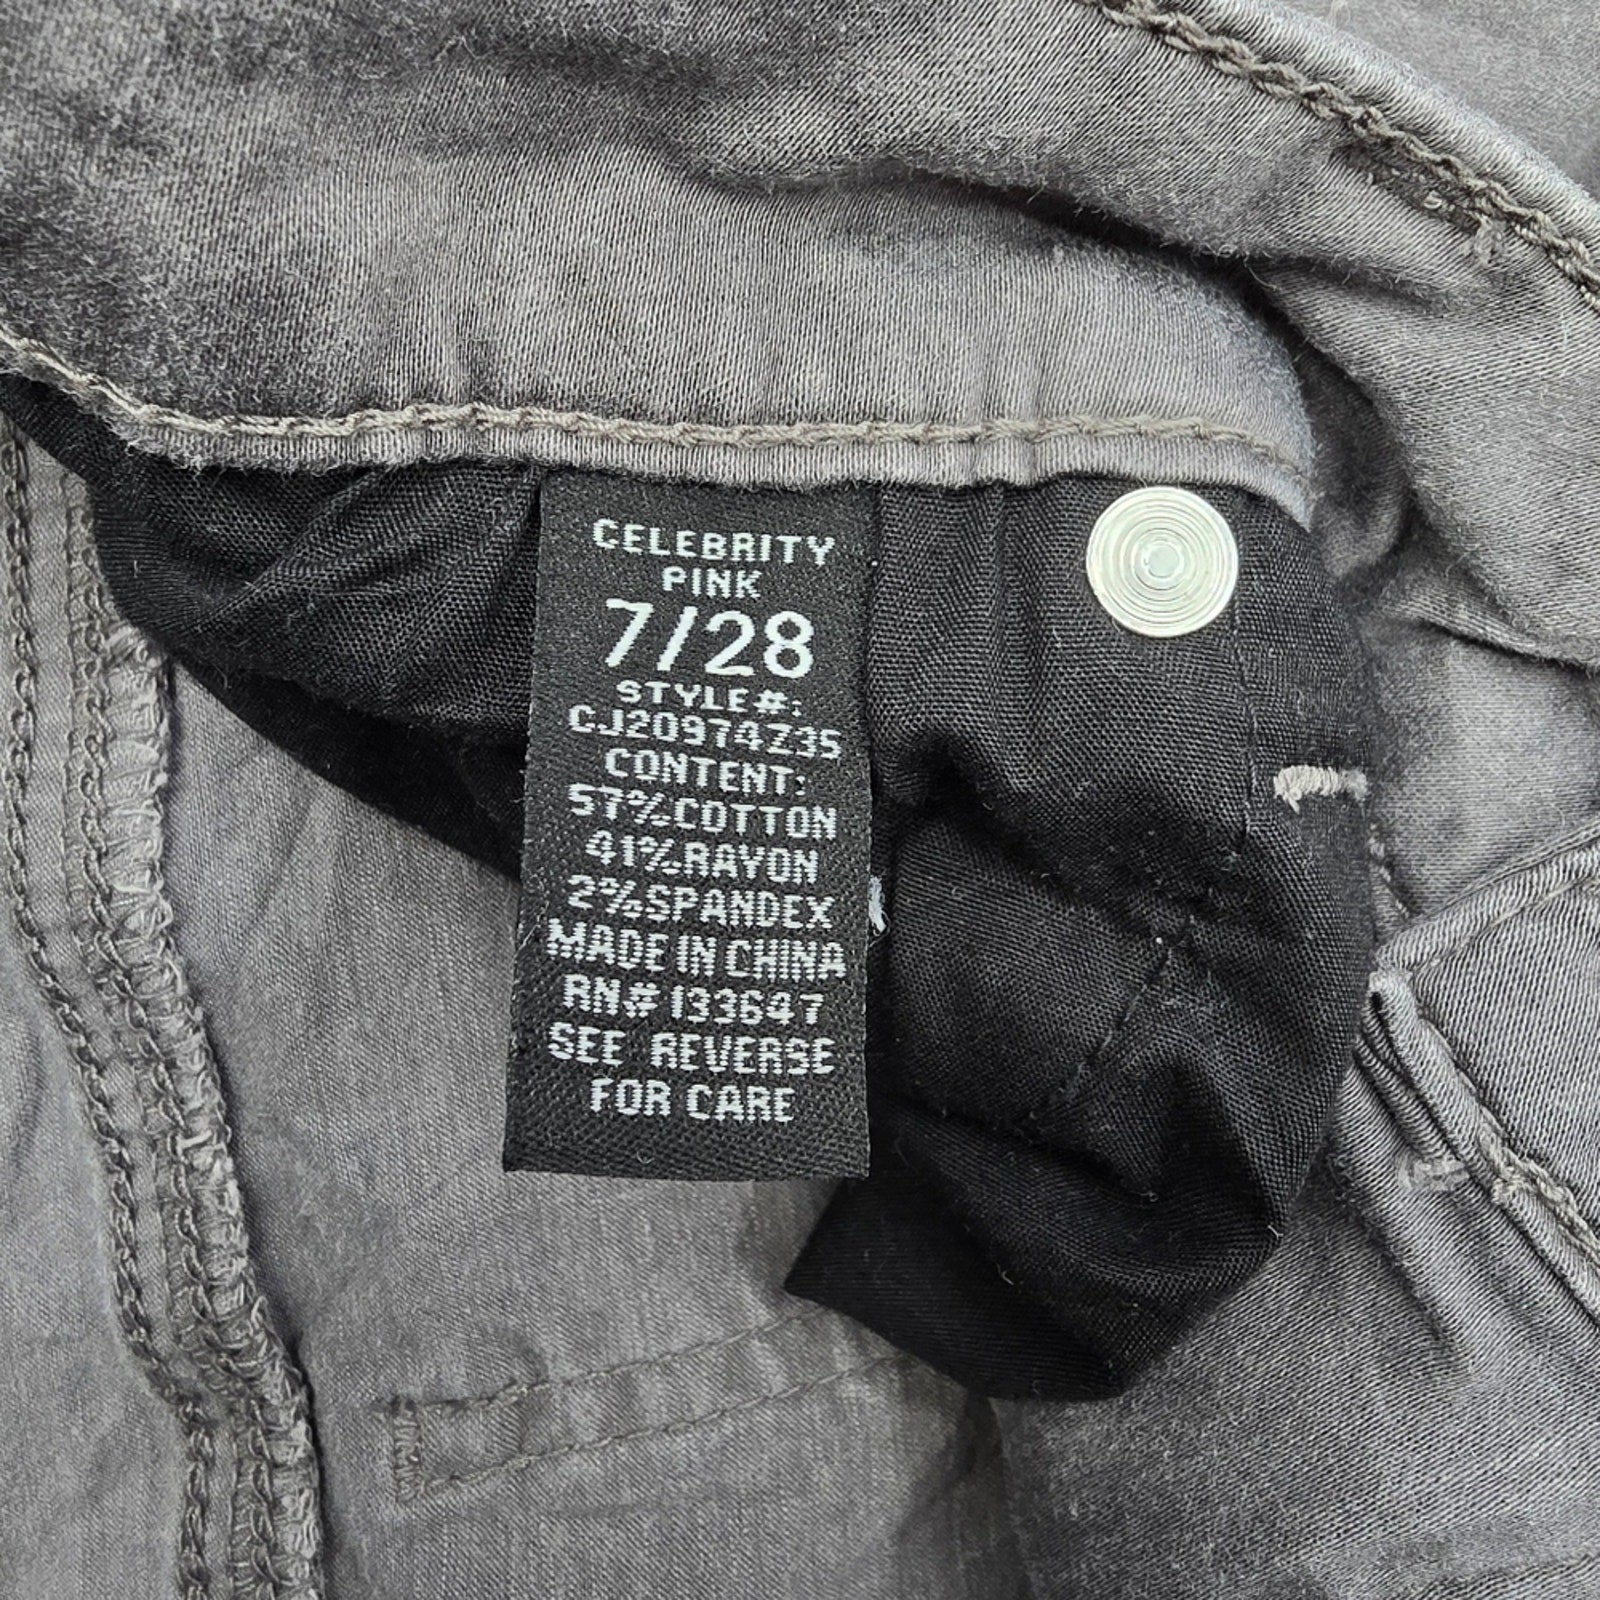 CELEBRITY
PINK
7/28
STYLE#:
CJ20974Z35
CONTENT:
57%COTTON
41%RAYON
2%SPANDEX
MADE IN CHINA
RN#133647
SEE REVERSE
FOR CARE